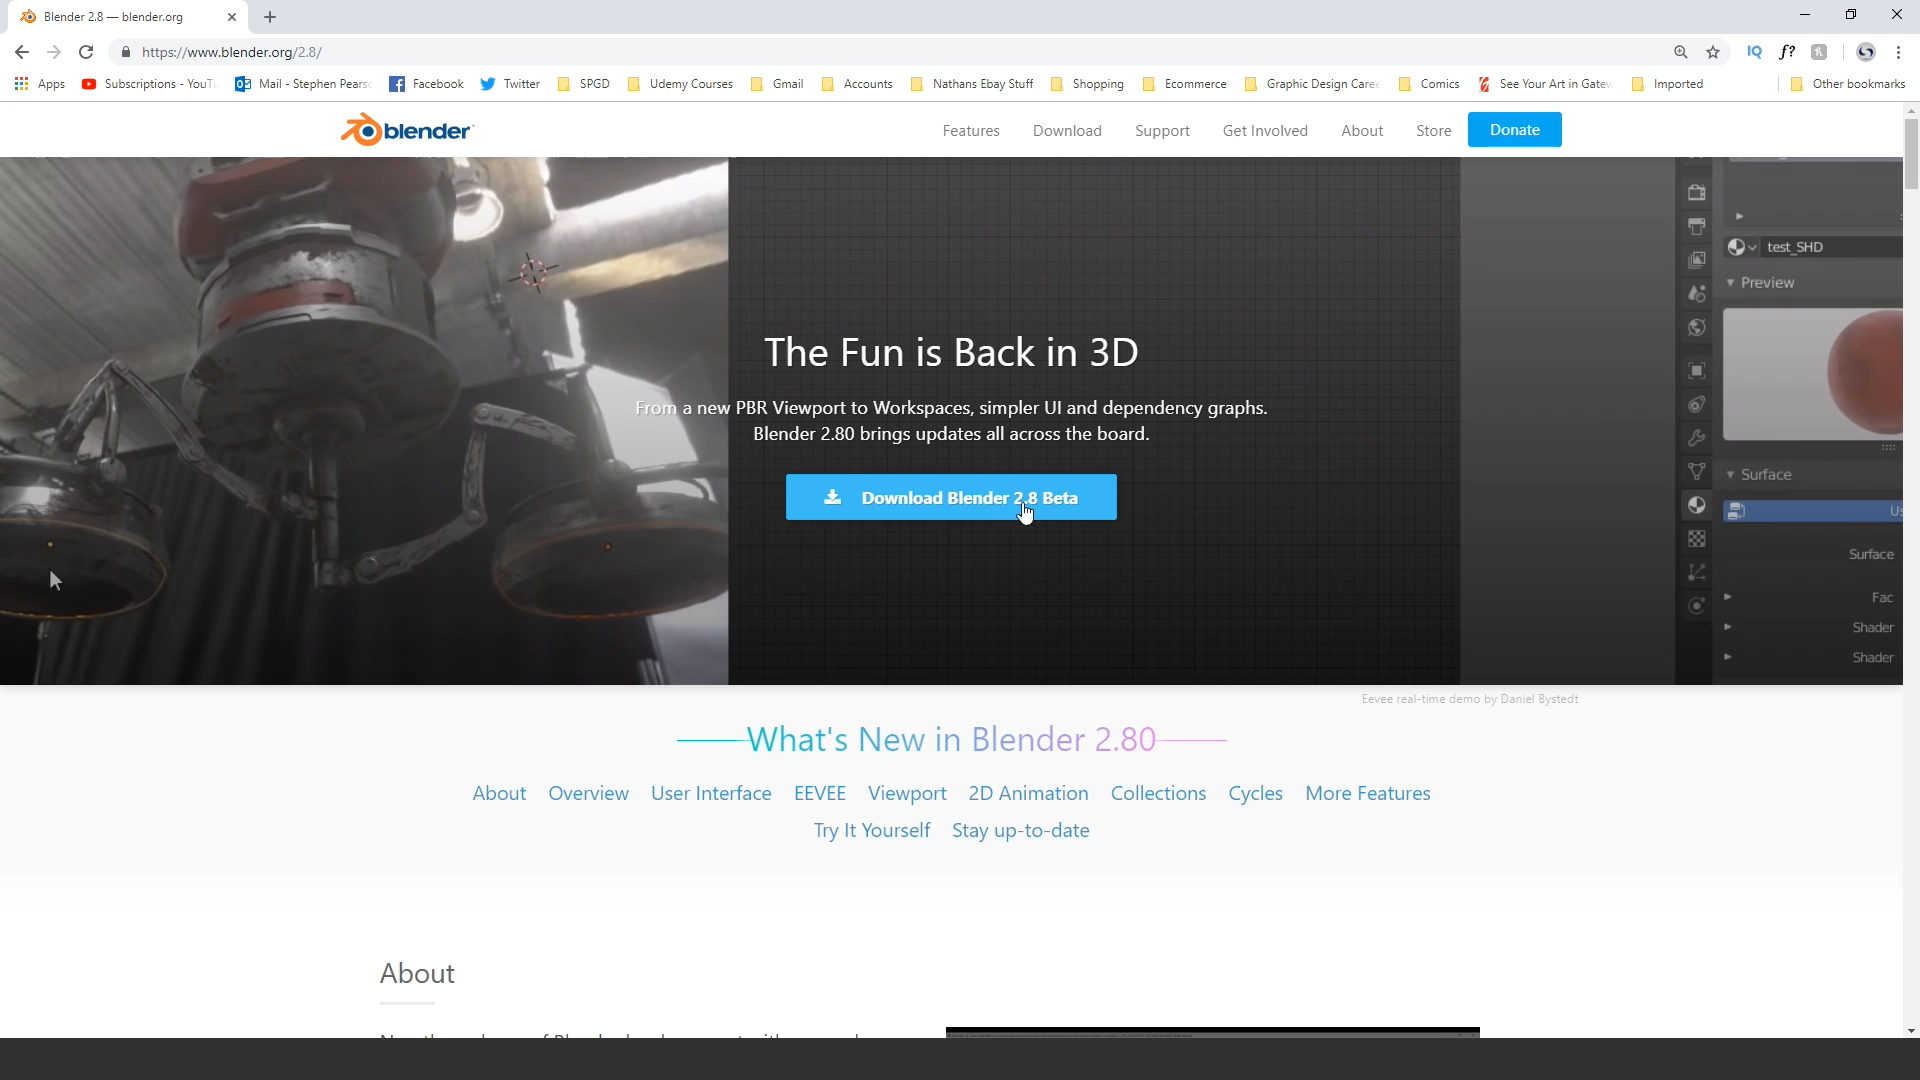 Blender 2.8 — blender.org
https://www.blender.org/2.8/
Apps Subscriptions - YouT Mail - Stephen Pears Facebook Twitter SPGD Udemy Courses Gmail Accounts Nathans Ebay Stuff Shopping Ecommerce Graphic Design Care Comics See Your Art in Gatew Imported Other bookmarks
blender
Features Download Support Get Involved About Store Donate
test_SHD
Preview
The Fun is Back in 3D
From a new PBR Viewport to Workspaces, simpler UI and dependency graphs.
Blender 2.80 brings updates all across the board.
Surface
Download Blender 2.8 Beta
Us
Surface
Fac
Shader
Shader
Eevee real-time demo by Daniel Bystedt
What's New in Blender 2.80
About Overview User Interface EEVEE Viewport 2D Animation Collections Cycles More Features
Try It Yourself Stay up-to-date
About